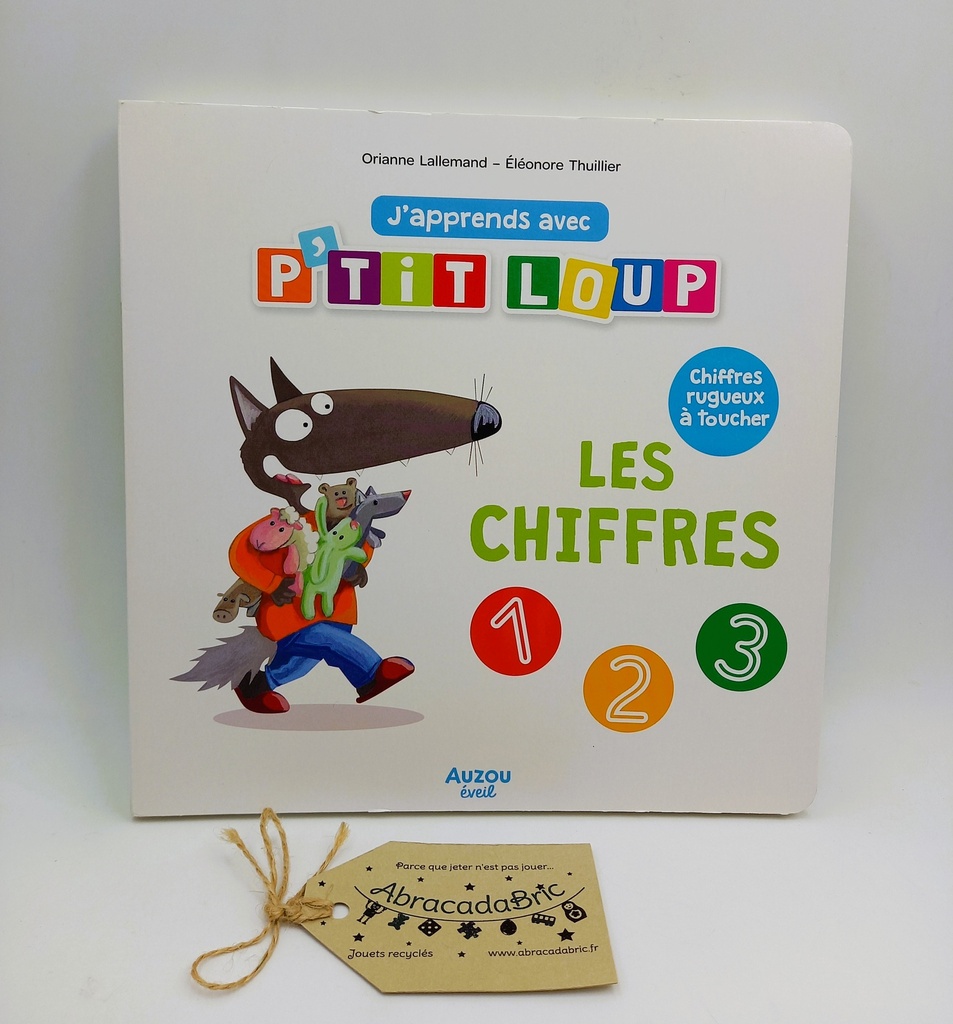 Orianne Lallemand – Éléonore Thuillier
J'apprends avec
P'TiT LOUP
Chiffres
rugueux
à toucher
LES
CHIFFRES
1
2
3
AUZOU
éveil
Parce que jeter n'est pas jouer...
AbracadaBric
Jouets recyclés
www.abracadabric.fr